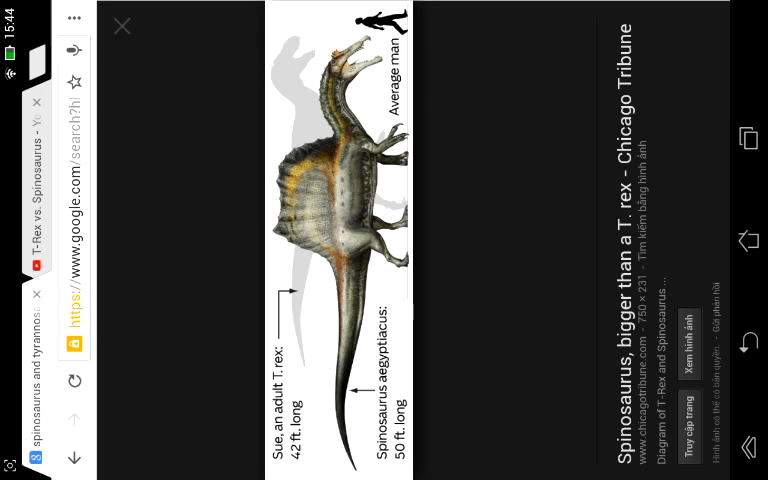 15:44
spinosaurus and tyrannos
T-Rex vs. Spinosaurus - Yo
https://www.google.com/search?hl
Sue, an adult T. rex:
42 ft. long
Spinosaurus aegyptiacus:
50 ft. long
Average man
Spinosaurus, bigger than a T. rex - Chicago Tribune
www.chicagotribune.com - 750 × 231 - Tìm kiếm bằng hình ảnh
Diagram of T-Rex and Spinosaurus ...
Truy cập trang
Xem hình ảnh
Hình ảnh có thể có bản quyền. - Gửi phản hồi